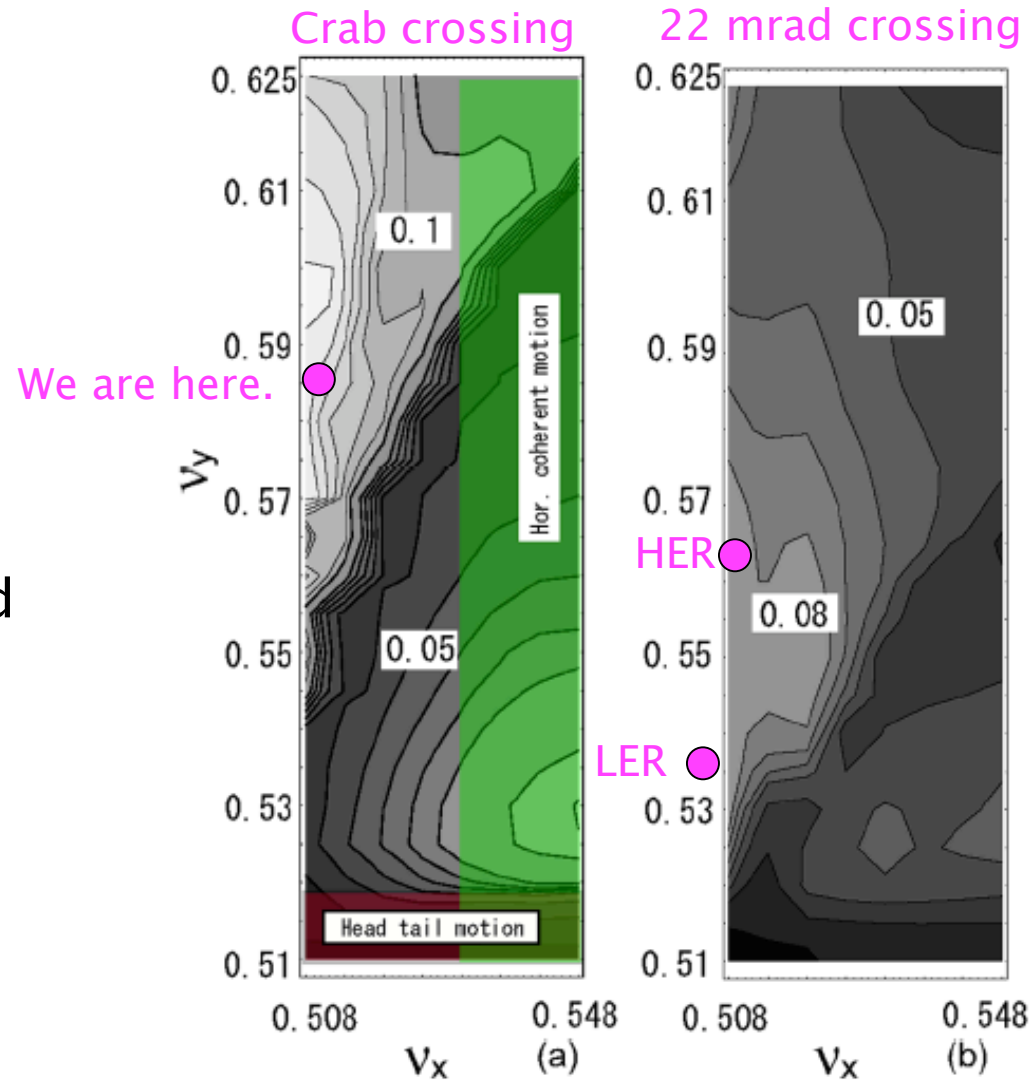 Crab crossing
22 mrad crossing
0.625
0.61
0.1
0.59
We are here.
νy
0.57
d
0.55
0.05
Hor. coherent motion
0.53
Head tail motion
0.51
0.508
0.548
νx
(a)
0.625
0.61
0.05
0.59
0.57
HER
0.08
0.55
LER
0.53
0.51
0.508
0.548
νx
(b)